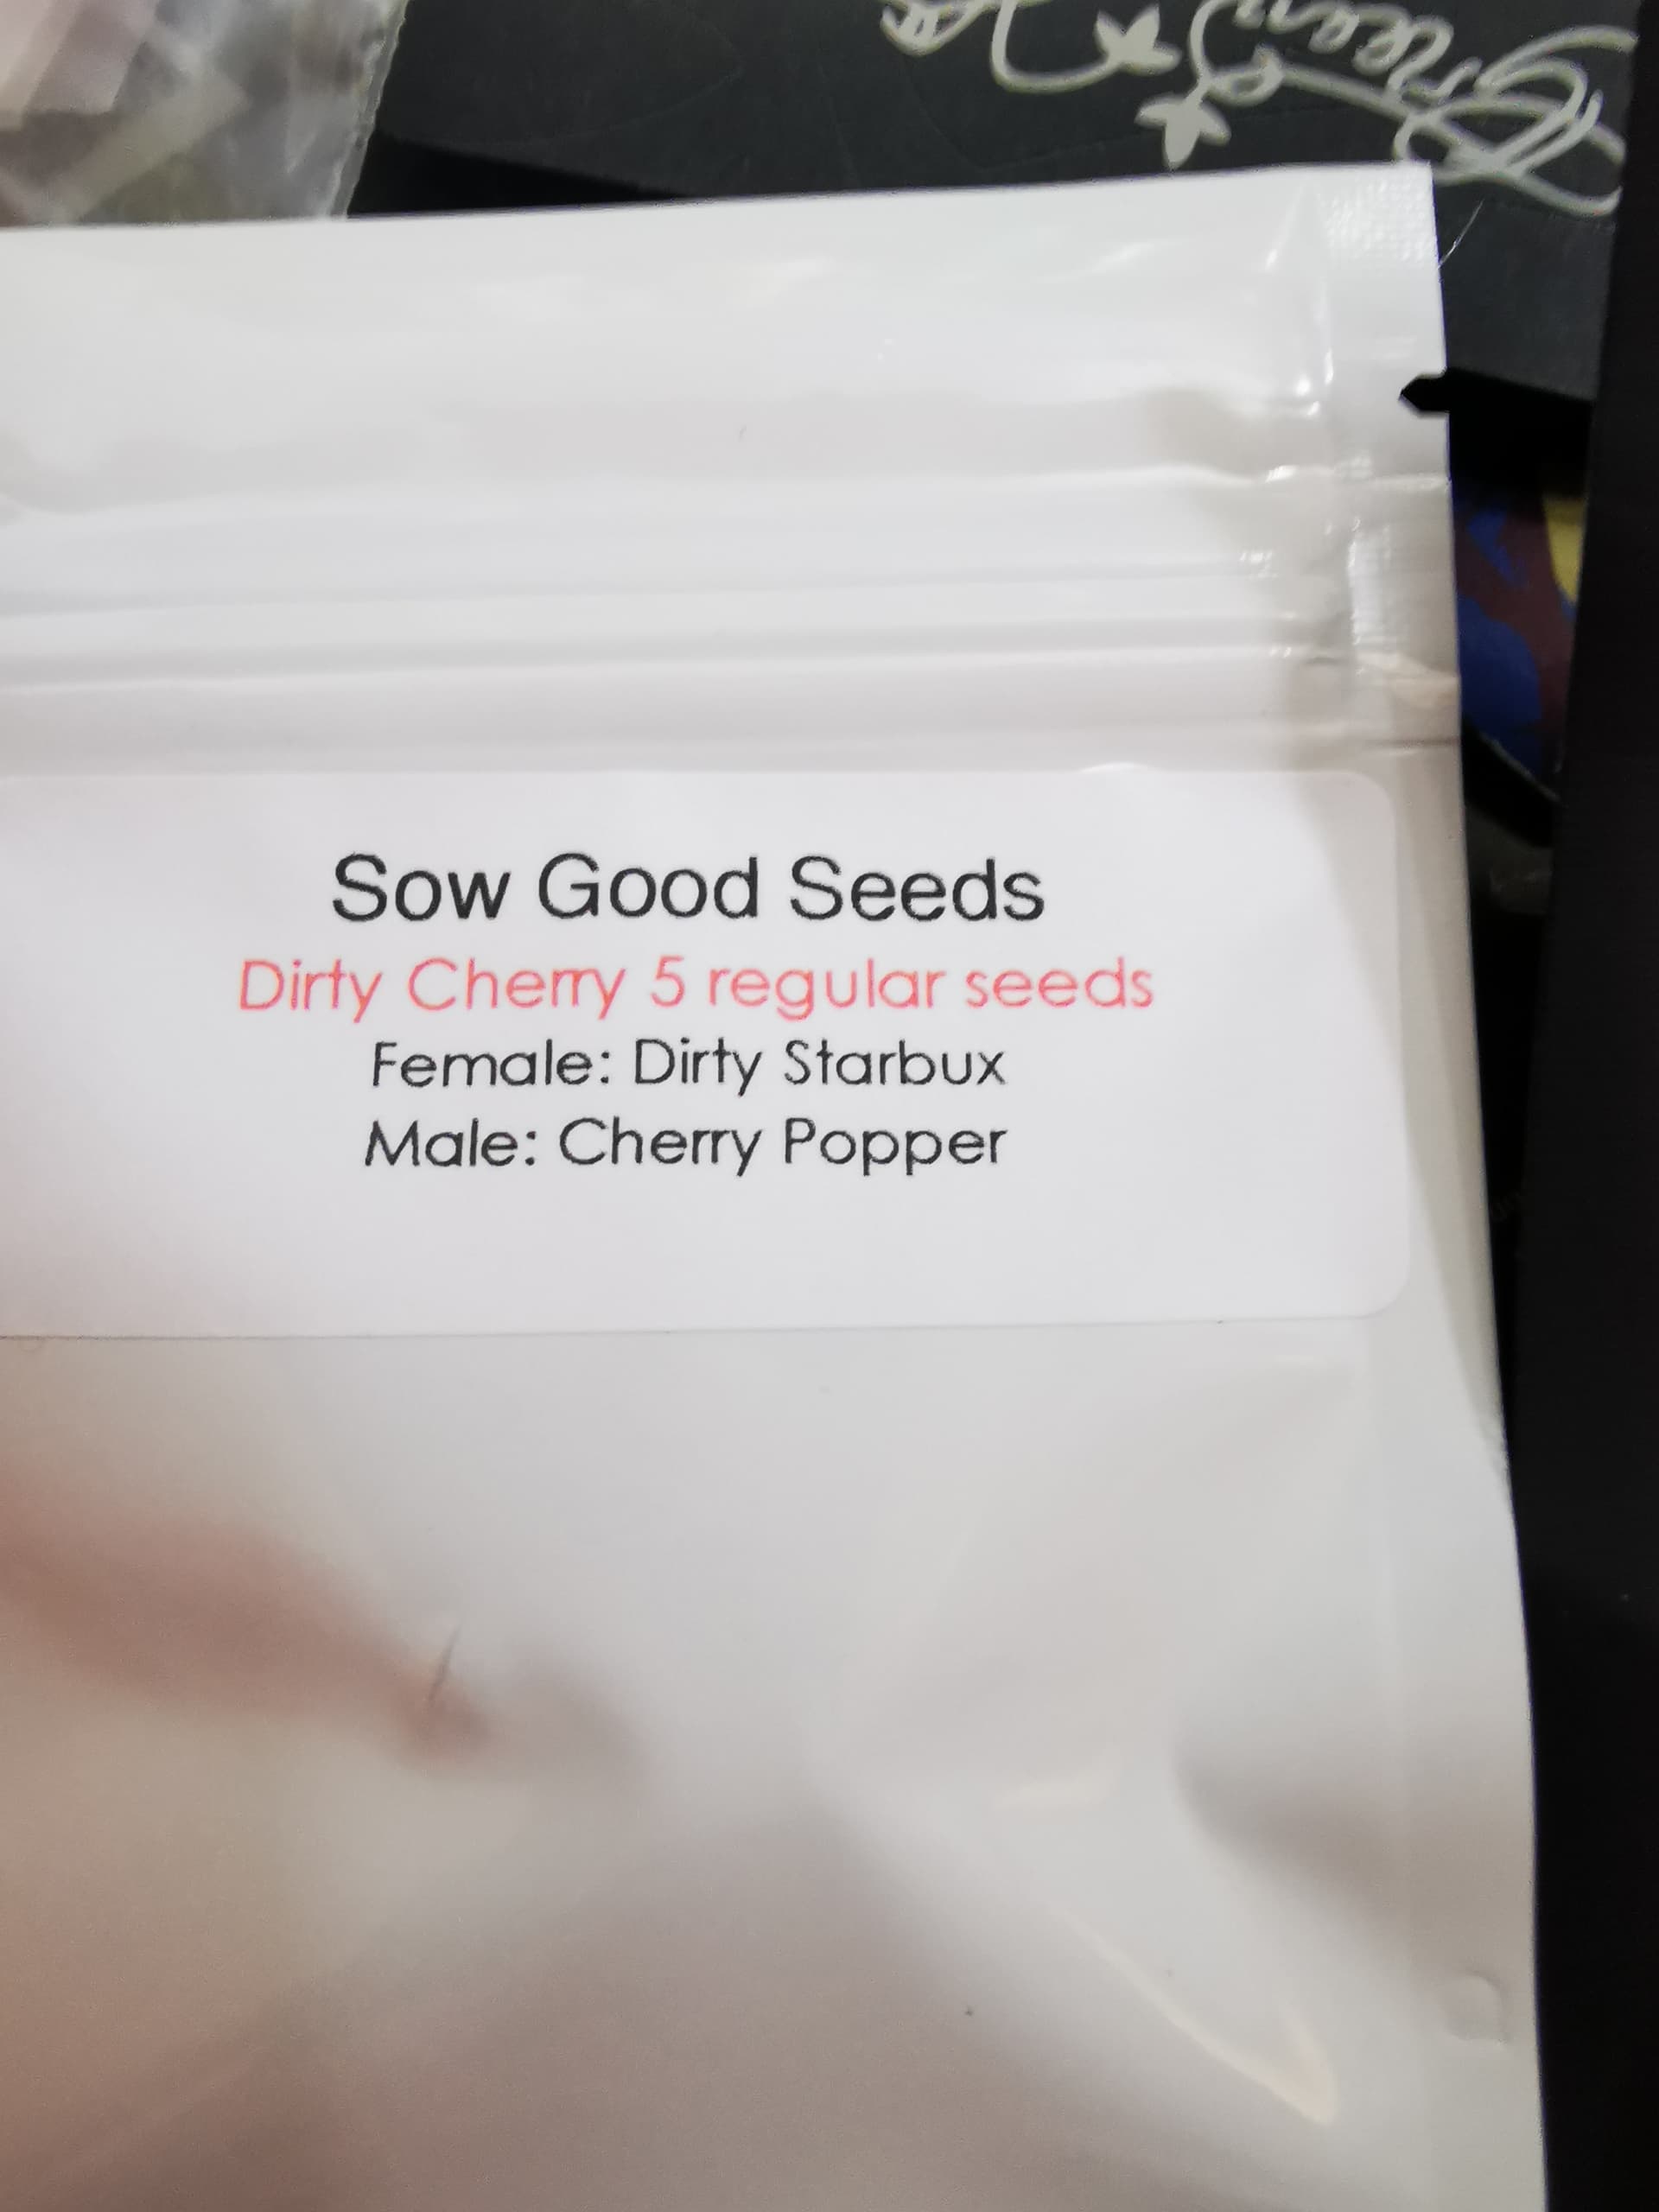 Sow Good Seeds
Dirty Cherry 5 regular seeds
Female: Dirty Starbux
Male: Cherry Popper